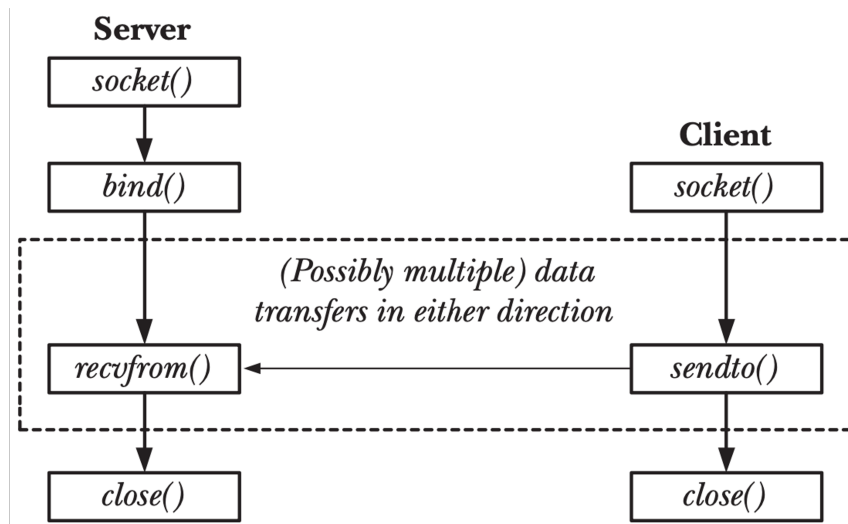 Server
socket()
Client
bind()
socket()
(Possibly multiple) data
transfers in either direction
recvfrom()
sendto()
close()
close()